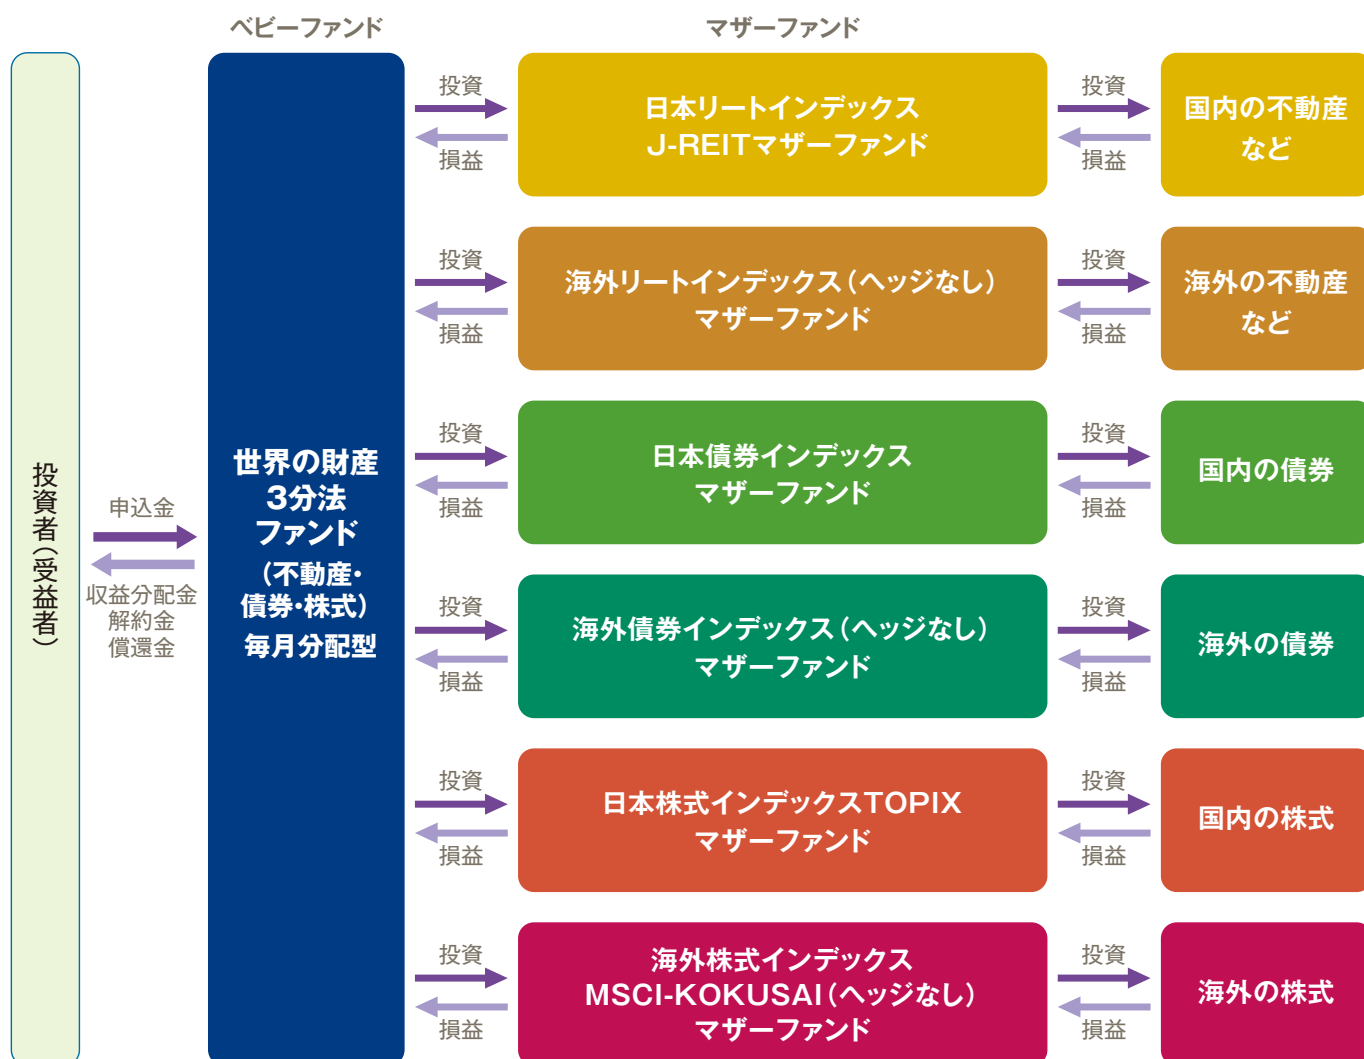 ベビーファンド
マザーファンド
投資者（受益者）
申込金
収益分配金
解約金
償還金
世界の財産
3分法
ファンド
（不動産・
債券・株式）
毎月分配型
投資
損益
日本リートインデックス
J-REITマザーファンド
投資
損益
国内の不動産
など
投資
損益
海外リートインデックス（ヘッジなし）
マザーファンド
投資
損益
海外の不動産
など
投資
損益
日本債券インデックス
マザーファンド
投資
損益
国内の債券
投資
損益
海外債券インデックス（ヘッジなし）
マザーファンド
投資
損益
海外の債券
投資
損益
日本株式インデックスTOPIX
マザーファンド
投資
損益
国内の株式
投資
損益
海外株式インデックス
MSCI-KOKUSAI（ヘッジなし）
マザーファンド
投資
損益
海外の株式